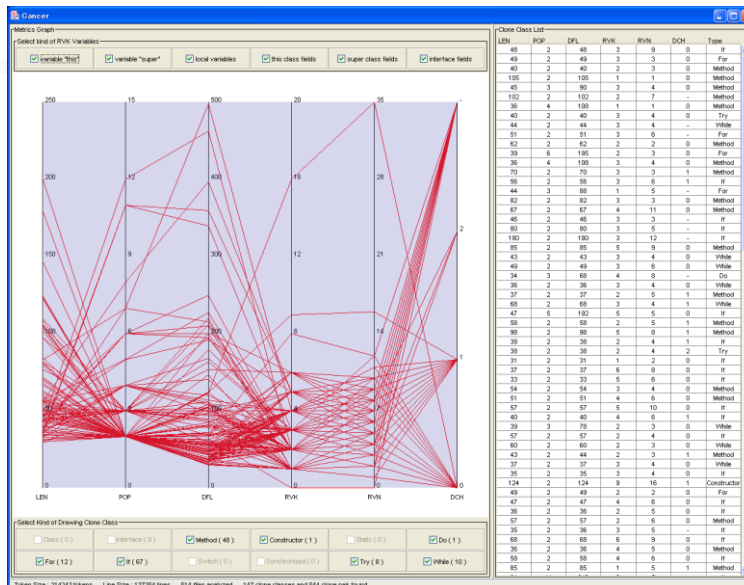 Cancer
Metrics Graph
Select kind of RVK Variables
variable "this" variable "super" local variables this class fields super class fields interface fields
250 15 500 20 35 -
200 12 400 16 28
2
150 9 300 12 21
100 6 200 8 14
1
50 100 7
0 0 0 0 0 0
LEN POP DFL RVK RVN DCH
Select Kind of Drawing Clone Class
Class ( 0 ) Interface ( 0 ) Method ( 48 ) Constructor ( 1 ) Static ( 0 ) Do ( 1 )
For ( 12 ) If ( 67 ) Switch ( 0 ) Synchronized ( 0 ) Try ( 8 ) While ( 10 )
Clone Class List
LEN POP DFL RVK RVN DCH Type
48 2 48 3 9 0 If
49 2 49 3 3 0 For
40 2 40 2 3 0 Method
105 2 105 1 1 0 Method
45 3 90 3 4 0 Method
102 2 102 2 7 - Method
36 4 108 1 1 0 Method
40 2 40 3 4 0 Try
44 2 44 3 4 - While
51 2 51 3 6 - For
62 2 62 2 2 0 Method
39 6 195 2 3 0 For
36 4 108 3 4 0 Method
70 2 70 3 3 1 Method
56 2 56 3 6 1 If
44 3 88 1 5 - For
82 2 82 3 3 0 Method
67 2 67 4 11 0 Method
46 2 46 3 3 - If
80 2 80 3 5 - If
180 2 180 3 12 - If
85 2 85 5 9 0 Method
43 2 43 3 4 0 While
49 2 49 3 6 0 While
34 3 68 4 8 - Do
36 2 36 3 4 0 While
37 2 37 2 5 1 Method
68 2 68 3 4 1 While
47 5 192 5 5 0 If
58 2 58 2 5 1 Method
98 2 98 5 8 1 Method
38 2 38 2 4 1 If
38 2 38 2 4 2 Try
31 2 31 1 2 0 If
37 2 37 6 8 0 If
33 2 33 5 6 0 If
54 2 54 3 4 0 Method
51 2 51 4 6 0 Method
57 2 57 5 10 0 If
40 2 40 4 6 1 If
39 3 78 2 3 0 While
57 2 57 2 4 0 If
60 2 60 2 3 0 While
43 2 44 2 3 1 Method
37 2 37 3 4 0 While
35 2 35 3 4 0 If
124 2 124 9 16 1 Constructor
49 2 49 2 2 0 For
47 2 47 4 6 0 If
36 2 36 2 4 0 If
57 2 57 2 6 0 Method
35 2 36 3 5 - If
68 2 68 6 9 0 If
36 2 36 4 5 0 Method
58 2 58 4 6 0 If
85 2 85 1 5 1 Method